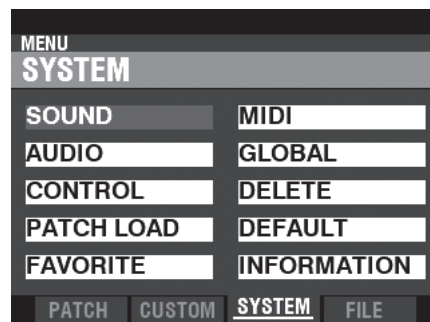 MENU
SYSTEM
SOUND MIDI
AUDIO GLOBAL
CONTROL DELETE
PATCH LOAD DEFAULT
FAVORITE INFORMATION
PATCH CUSTOM SYSTEM FILE